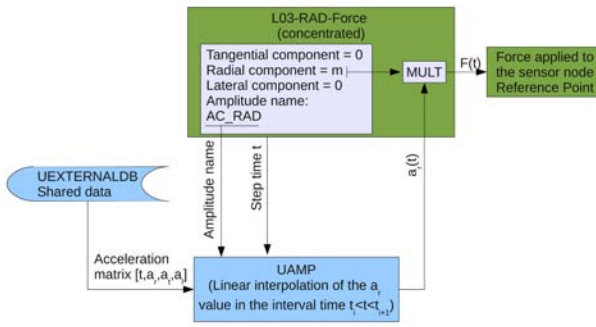 L03-RAD-Force
(concentrated)
Tangential component = 0
Radial component = m
Lateral component = 0
Amplitude name:
AC_RAD
MULT
F(t)
Force applied to
the sensor node
Reference Point
UEXTERNALDB
Shared data
Amplitude name
Step time t
a_r(t)
Acceleration
matrix [t,a_r,a_t,a_l]
UAMP
(Linear interpolation of the a_r
value in the interval time t_i<t<t_{i+1})